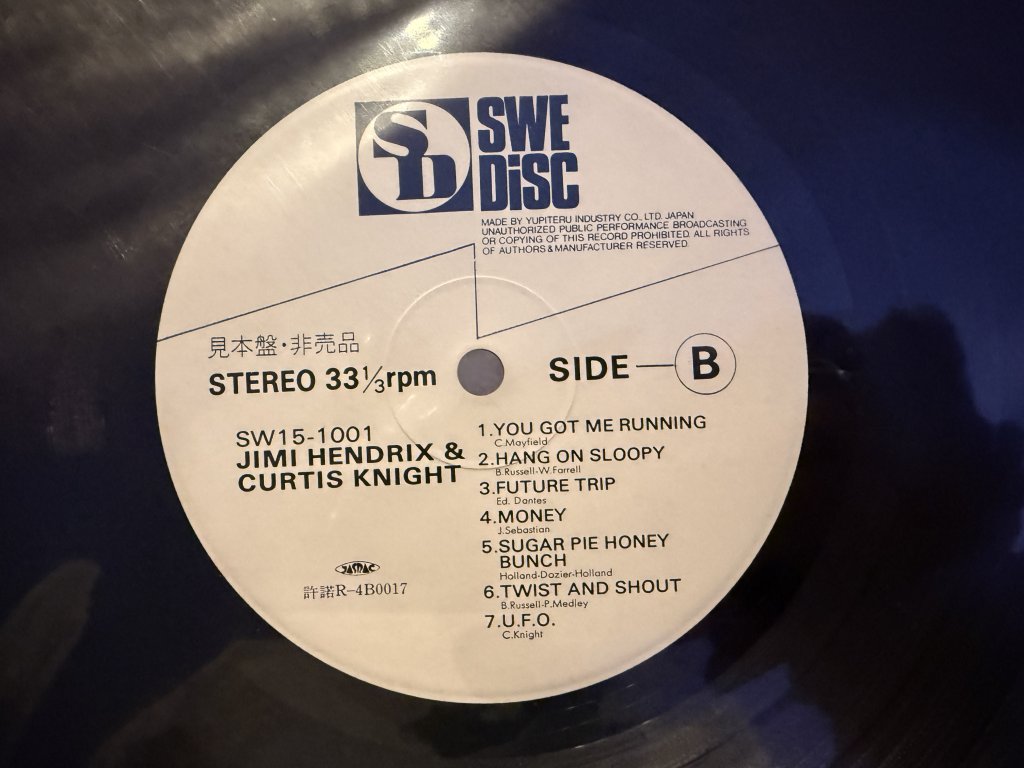 SD
SWE
DiSC
MADE BY YUPITERU INDUSTRY CO., LTD. JAPAN
UNAUTHORIZED PUBLIC PERFORMANCE BROADCASTING
OR COPYING OF THIS RECORD PROHIBITED. ALL RIGHTS
OF AUTHORS & MANUFACTURER RESERVED.
見本盤・非売品
STEREO 33⅓rpm
SIDE — B
SW15-1001
JIMI HENDRIX &
CURTIS KNIGHT
1.YOU GOT ME RUNNING
C.Mayfield
2.HANG ON SLOOPY
B.Russell-W.Farrell
3.FUTURE TRIP
Ed. Dantes
4.MONEY
J.Sebastian
5.SUGAR PIE HONEY
BUNCH
Holland-Dozier-Holland
6.TWIST AND SHOUT
B.Russell-P.Medley
7.U.F.O.
C.Knight
JASRAC
許諾R-4B0017